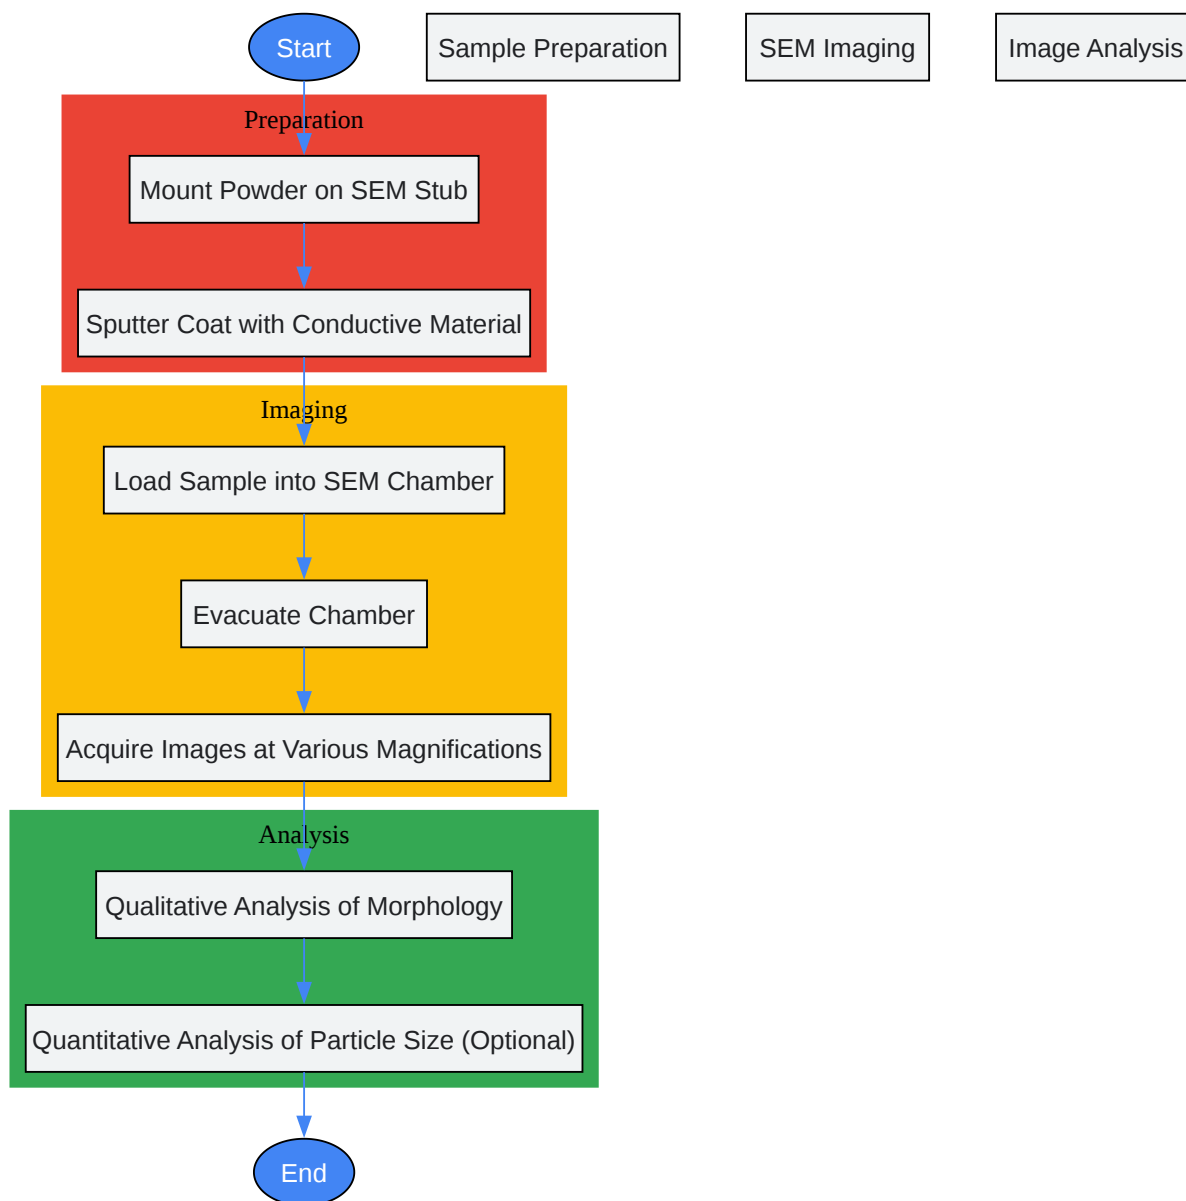 Start
Sample Preparation
SEM Imaging
Image Analysis
Preparation
Mount Powder on SEM Stub
Sputter Coat with Conductive Material
Imaging
Load Sample into SEM Chamber
Evacuate Chamber
Acquire Images at Various Magnifications
Analysis
Qualitative Analysis of Morphology
Quantitative Analysis of Particle Size (Optional)
End